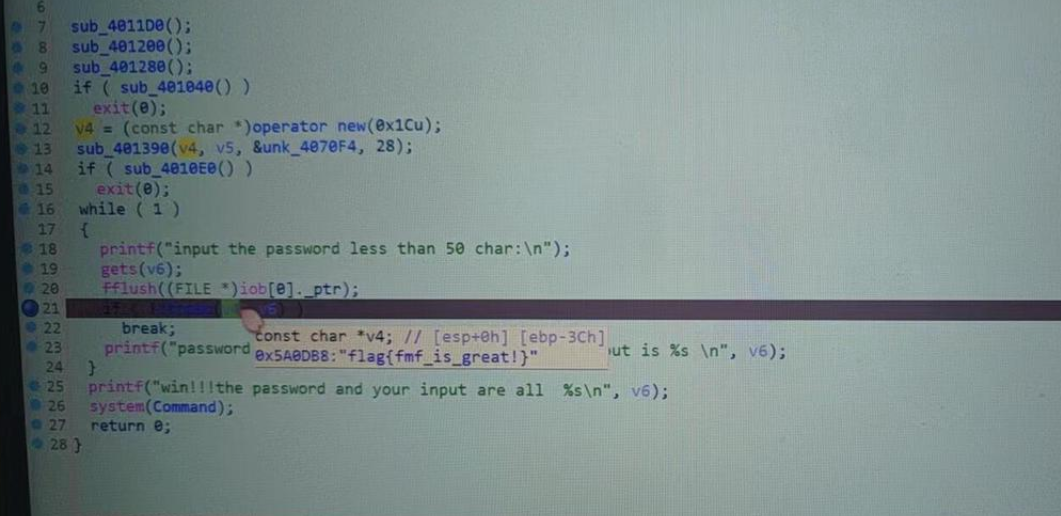 6
7 sub_4011D0();
8 sub_401200();
9 sub_401280();
10 if ( sub_401040() )
11 exit(0);
12 v4 = (const char *)operator new(0x1Cu);
13 sub_401390(v4, v5, &unk_4070F4, 28);
14 if ( sub_4010E0() )
15 exit(0);
16 while ( 1 )
17 {
18 printf("input the password less than 50 char:\n");
19 gets(v6);
20 fflush((FILE *)iob[0]._ptr);
21 if (
22 break;
const char *v4; // [esp+0h] [ebp-3Ch]
23 printf("password ut is %s \n", v6);
0x5A0DB8:"flag{fmf_is_great!}"
24 }
25 printf("win!!!the password and your input are all %s\n", v6);
26 system(Command);
27 return 0;
28 }